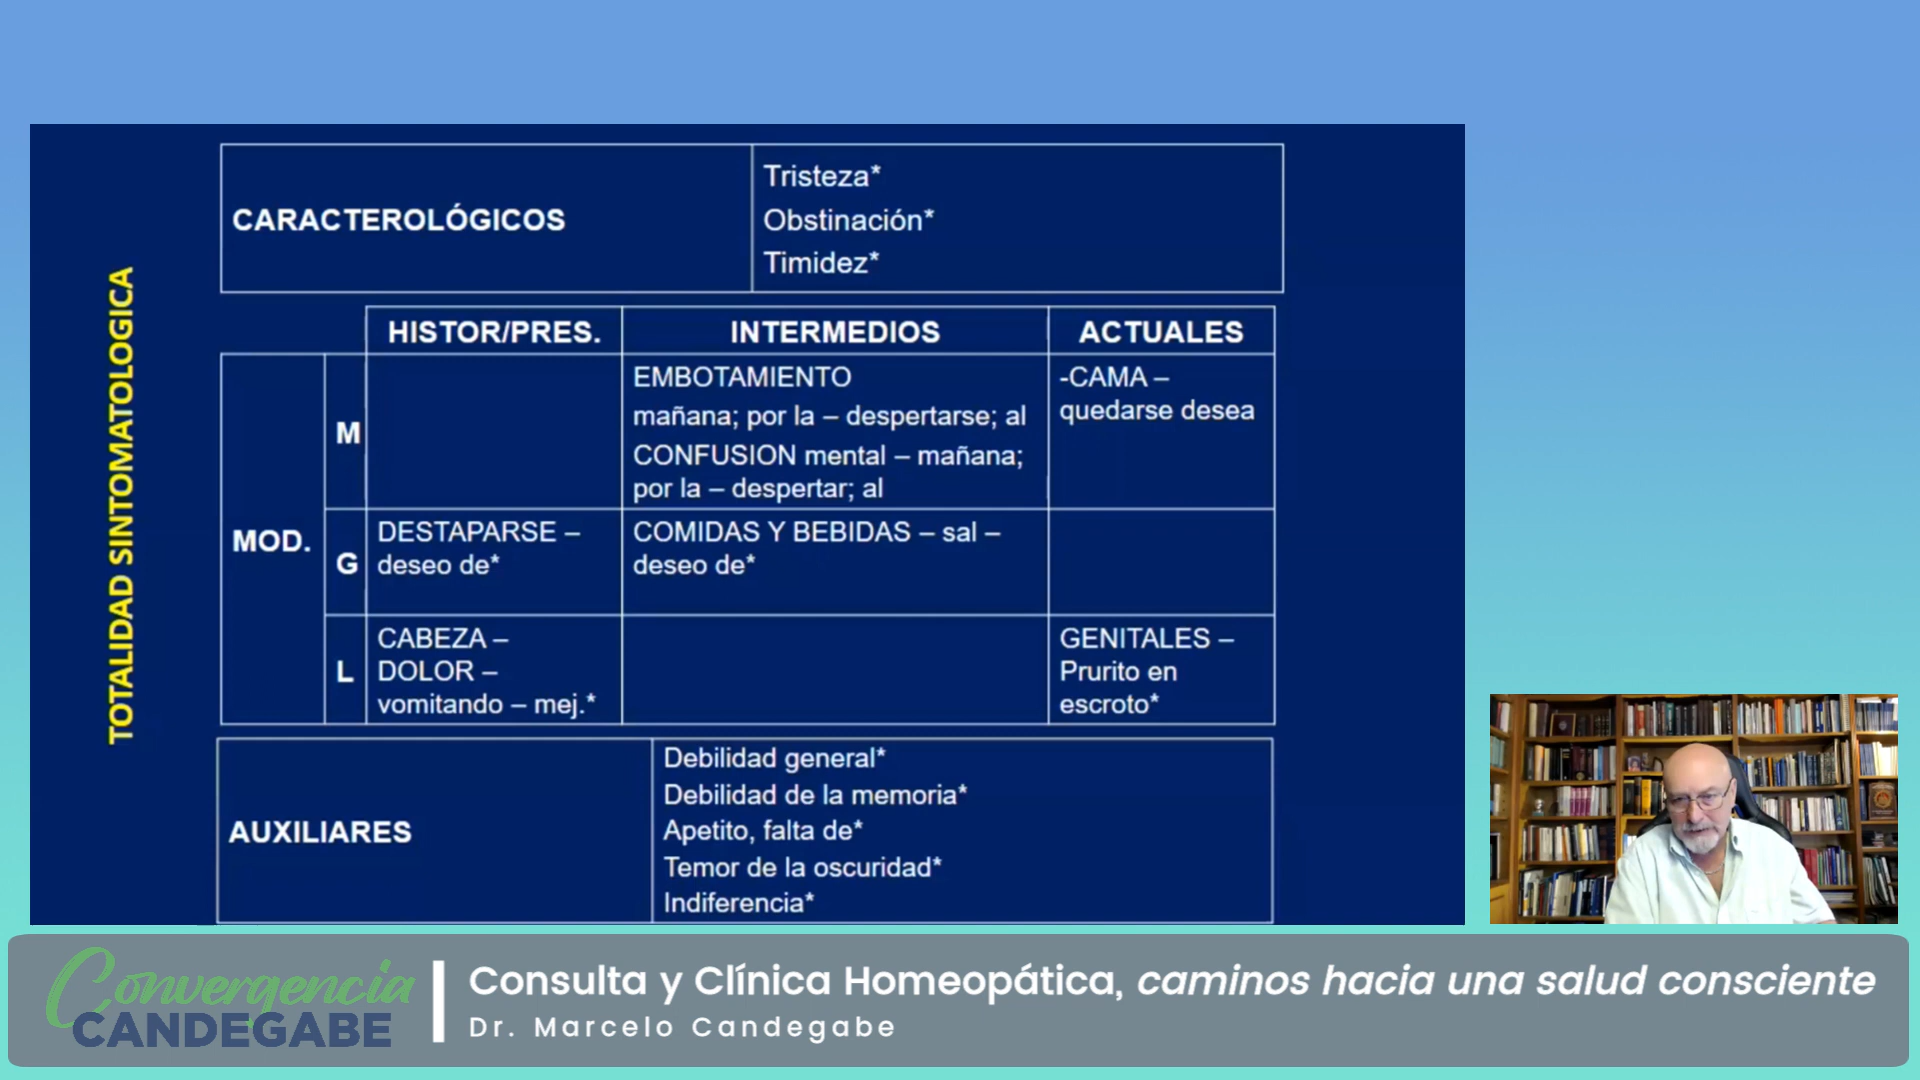 TOTALIDAD SINTOMATOLOGICA
CARACTEROLÓGICOS
Tristeza*
Obstinación*
Timidez*
HISTOR/PRES.
INTERMEDIOS
ACTUALES
MOD.
M
EMBOTAMIENTO
mañana; por la – despertarse; al
CONFUSION mental – mañana;
por la – despertar; al
-CAMA –
quedarse desea
G
DESTAPARSE –
deseo de*
COMIDAS Y BEBIDAS – sal –
deseo de*
L
CABEZA –
DOLOR –
vomitando – mej.*
GENITALES –
Prurito en
escroto*
AUXILIARES
Debilidad general*
Debilidad de la memoria*
Apetito, falta de*
Temor de la oscuridad*
Indiferencia*
Convergencia
CANDEGABE
Consulta y Clínica Homeopática, caminos hacia una salud consciente
Dr. Marcelo Candegabe